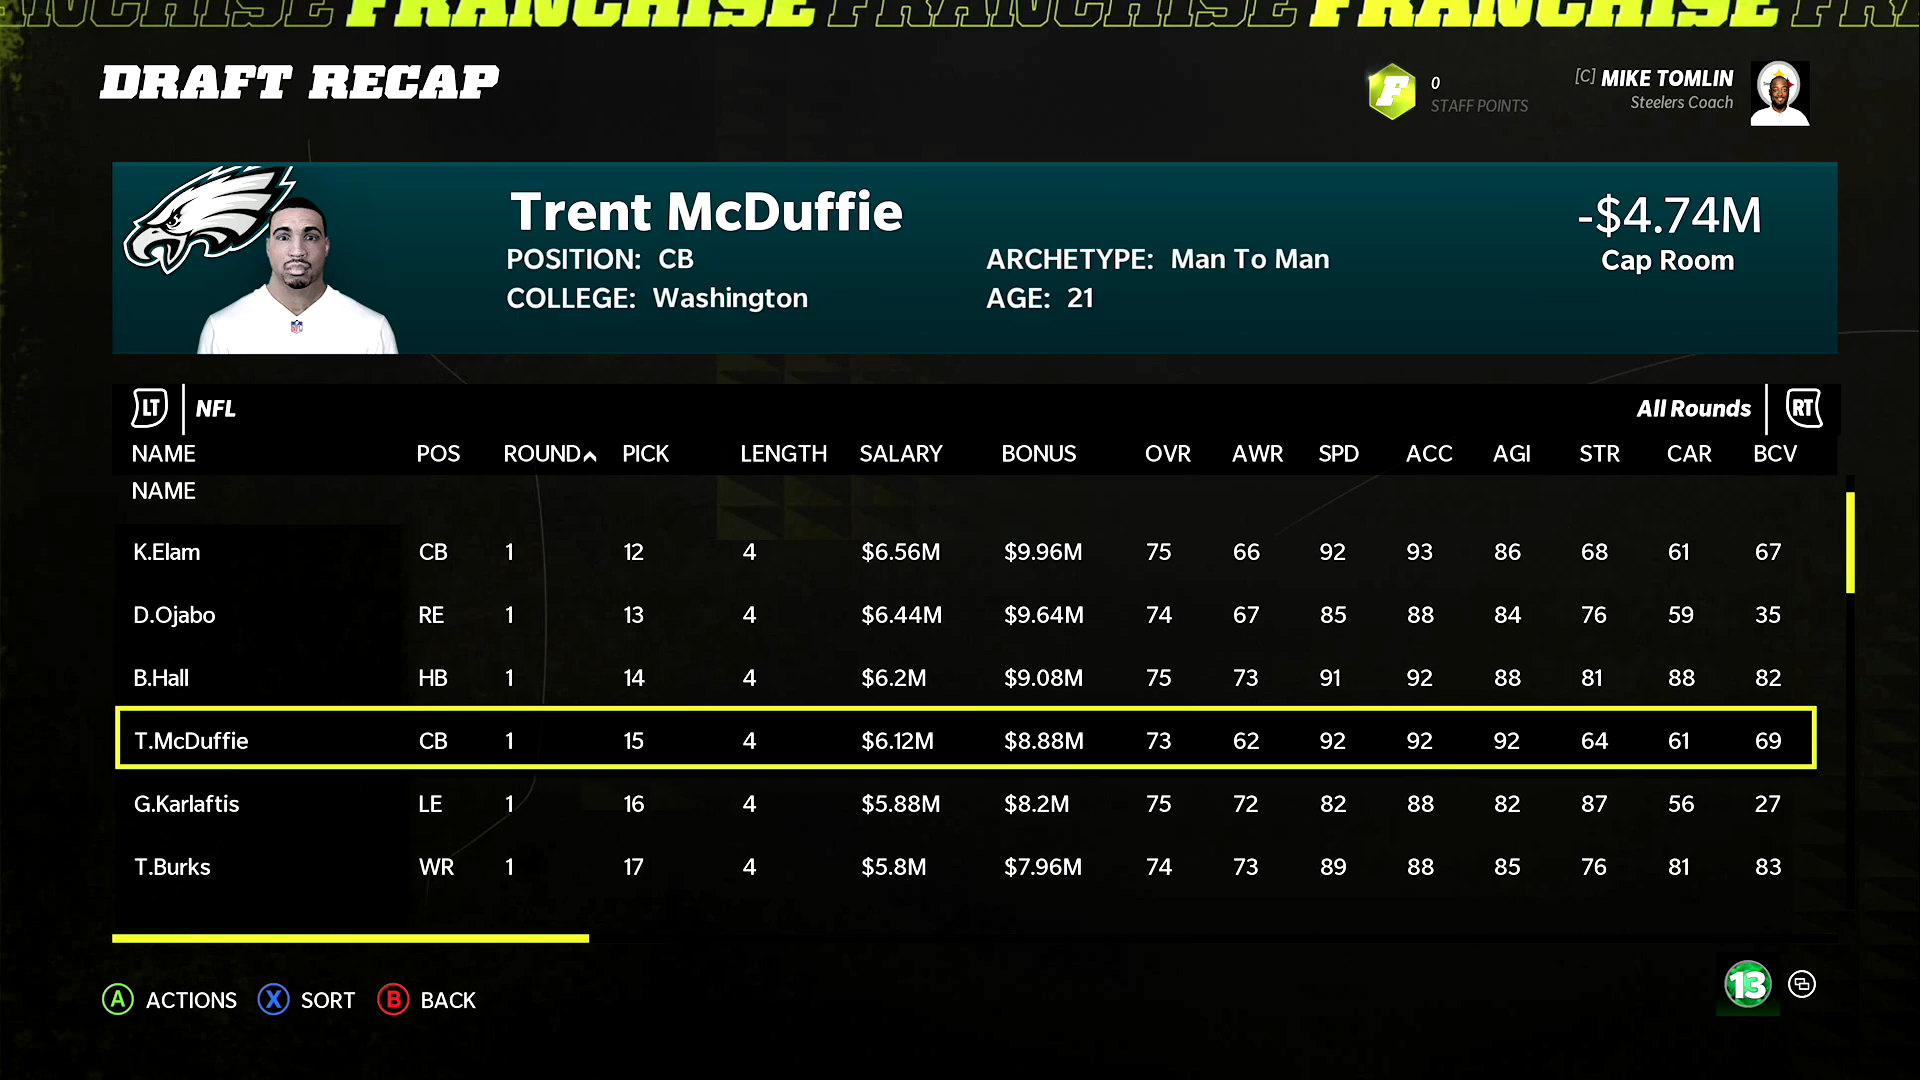 FRANCHISE FRANCHISE FRANCHISE FRANCHISE FRA
DRAFT RECAP
F
0
STAFF POINTS
[C] MIKE TOMLIN
Steelers Coach
Trent McDuffie
POSITION: CB
ARCHETYPE: Man To Man
COLLEGE: Washington
AGE: 21
-$4.74M
Cap Room
LT NFL
All Rounds RT
NAME POS ROUND PICK LENGTH SALARY BONUS OVR AWR SPD ACC AGI STR CAR BCV
NAME
K.Elam CB 1 12 4 $6.56M $9.96M 75 66 92 93 86 68 61 67
D.Ojabo RE 1 13 4 $6.44M $9.64M 74 67 85 88 84 76 59 35
B.Hall HB 1 14 4 $6.2M $9.08M 75 73 91 92 88 81 88 82
T.McDuffie CB 1 15 4 $6.12M $8.88M 73 62 92 92 92 64 61 69
G.Karlaftis LE 1 16 4 $5.88M $8.2M 75 72 82 88 82 87 56 27
T.Burks WR 1 17 4 $5.8M $7.96M 74 73 89 88 85 76 81 83
A ACTIONS X SORT B BACK
13